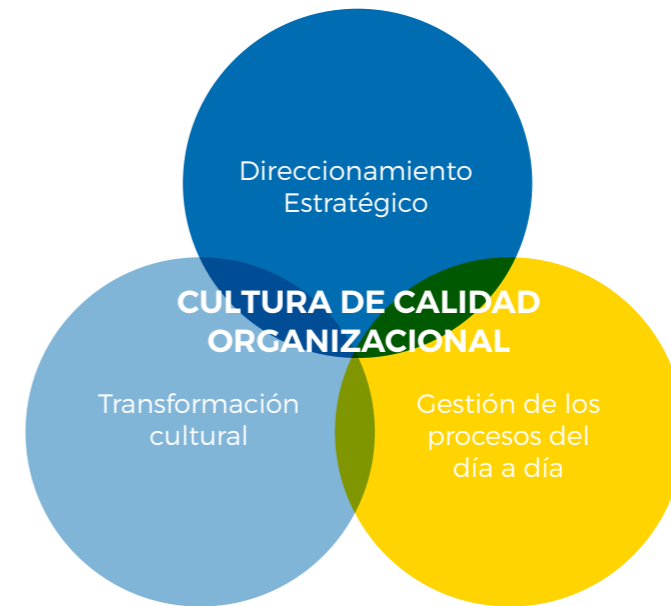 Direccionamiento
Estratégico
CULTURA DE CALIDAD
ORGANIZACIONAL
Transformación
cultural
Gestión de los
procesos del
día a día